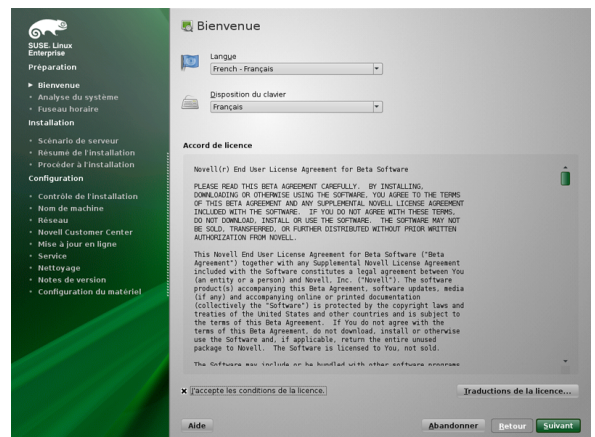 SUSE. Linux
Enterprise
Préparation
Bienvenue
Analyse du système
Fuseau horaire
Installation
Scénario de serveur
Résumé de l'installation
Procéder à l'installation
Configuration
Contrôle de l'installation
Nom de machine
Réseau
Novell Customer Center
Mise à jour en ligne
Service
Nettoyage
Notes de version
Configuration du matériel
Bienvenue
Langue
French - Français
Disposition du clavier
Français
Accord de licence
Novell(r) End User License Agreement for Beta Software
PLEASE READ THIS BETA AGREEMENT CAREFULLY. BY INSTALLING,
DOWNLOADING OR OTHERWISE USING THE SOFTWARE, YOU AGREE TO THE TERMS
OF THIS BETA AGREEMENT AND ANY SUPPLEMENTAL NOVELL LICENSE AGREEMENT
INCLUDED WITH THE SOFTWARE. IF YOU DO NOT AGREE WITH THESE TERMS,
DO NOT DOWNLOAD, INSTALL OR USE THE SOFTWARE. THE SOFTWARE MAY NOT
BE SOLD, TRANSFERRED, OR FURTHER DISTRIBUTED WITHOUT PRIOR WRITTEN
AUTHORIZATION FROM NOVELL.
This Novell End User License Agreement for Beta Software ("Beta
Agreement") together with any Supplemental Novell License Agreement
included with the Software constitutes a legal agreement between You
(an entity or a person) and Novell, Inc. ("Novell"). The software
product(s) accompanying this Beta Agreement, software updates, media
(if any) and accompanying online or printed documentation
(collectively the "Software") is protected by the copyright laws and
treaties of the United States and other countries and is subject to
the terms of this Beta Agreement. If You do not agree with the
terms of this Beta Agreement, do not download, install or otherwise
use the Software and, if applicable, return the entire unused
package to Novell. The Software is licensed to You, not sold.
The Software may include or be bundled with other software programs
J'accepte les conditions de la licence.
Traductions de la licence...
Aide
Abandonner
Retour
Suivant